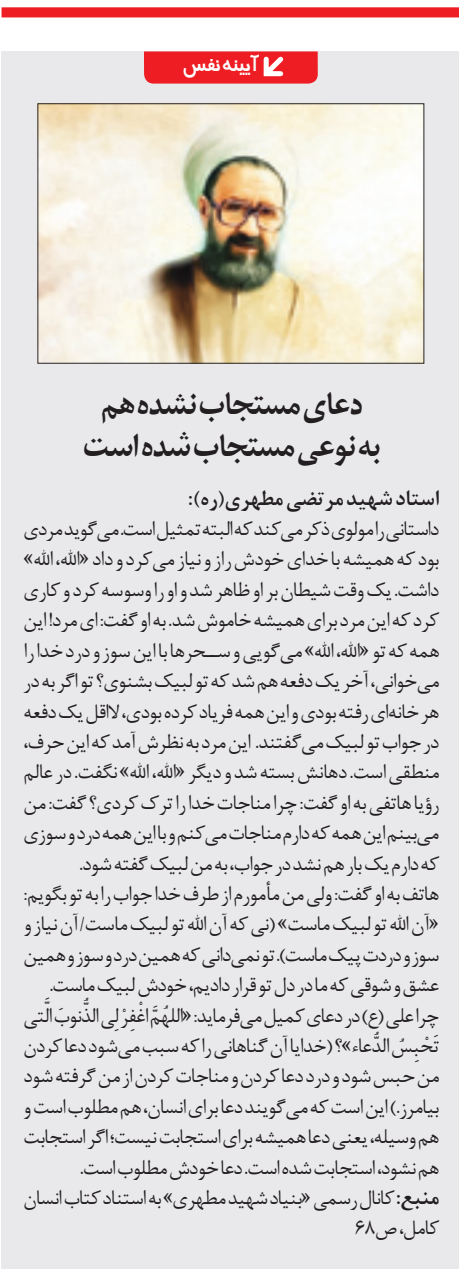 آیینه نفس
دعای مستجاب نشده هم
به نوعی مستجاب شده است
استاد شهید مرتضی مطهری(ره):
داستانی را مولوی ذکر می‌کند که البته تمثیل است. می‌گوید مردی
بود که همیشه با خدای خودش راز و نیاز می‌کرد و داد «الله، الله»
داشت. یک وقت شیطان بر او ظاهر شد و او را وسوسه کرد و کاری
کرد که این مرد برای همیشه خاموش شد. به او گفت: ای مرد! این
همه که تو «الله، الله» می‌گویی و سحرها با این سوز و درد خدا را
می‌خوانی، آخر یک دفعه هم شد که تو لبیک بشنوی؟ تو اگر به در
هر خانه‌ای رفته بودی و این همه فریاد کرده بودی، لااقل یک دفعه
در جواب تو لبیک می‌گفتند. این مرد به نظرش آمد که این حرف،
منطقی است. دهانش بسته شد و دیگر «الله، الله» نگفت. در عالم
رؤیا هاتفی به او گفت: چرا مناجات خدا را ترک کردی؟ گفت: من
می‌بینم این همه که دارم مناجات می‌کنم و با این همه درد و سوزی
که دارم یک بار هم نشد در جواب، به من لبیک گفته شود.
هاتف به او گفت: ولی من مأمورم از طرف خدا جواب را به تو بگویم:
«آن الله تو لبیک ماست» (نی که آن الله تو لبیک ماست/ آن نیاز و
سوز و دردت پیک ماست). تو نمی‌دانی که همین درد و سوز و همین
عشق و شوقی که ما در دل تو قرار دادیم، خودش لبیک ماست.
چرا علی (ع) در دعای کمیل می‌فرماید: «اللهُمَّ اغْفِرْ لِی الذُّنوبَ الَّتی
تَحْبِسُ الدُّعاء»؟ (خدایا آن گناهانی را که سبب می‌شود دعا کردن
من حبس شود و درد دعا کردن و مناجات کردن از من گرفته شود
بیامرز.) این است که می‌گویند دعا برای انسان، هم مطلوب است و
هم وسیله، یعنی دعا همیشه برای استجابت نیست؛ اگر استجابت
هم نشود، استجابت شده است. دعا خودش مطلوب است.
منبع: کانال رسمی «بنیاد شهید مطهری» به استناد کتاب انسان
کامل، ص۶۸